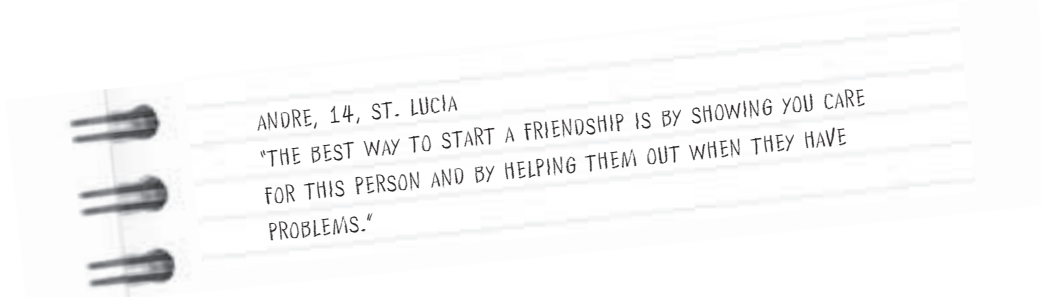 ANDRE, 14, ST. LUCIA
"THE BEST WAY TO START A FRIENDSHIP IS BY SHOWING YOU CARE
FOR THIS PERSON AND BY HELPING THEM OUT WHEN THEY HAVE
PROBLEMS."